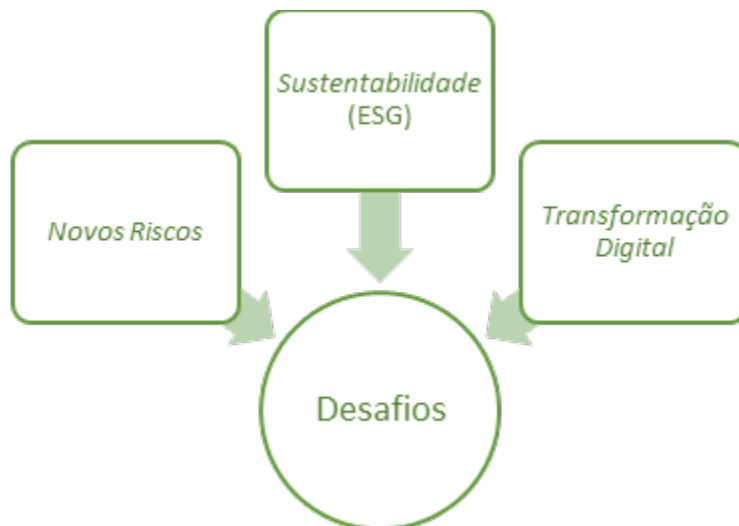 Sustentabilidade
(ESG)
Novos Riscos
Transformação
Digital
Desafios